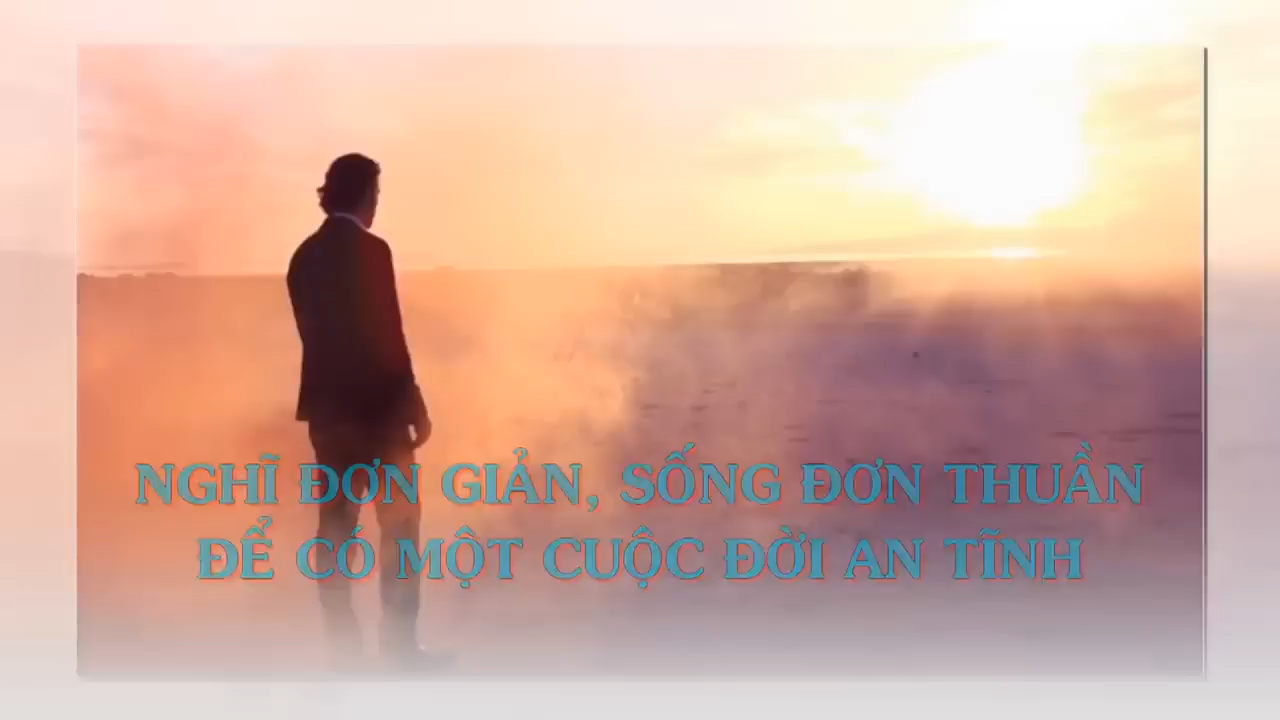 NGHĨ ĐƠN GIẢN, SỐNG ĐƠN THUẦN
ĐỂ CÓ MỘT CUỘC ĐỜI AN TĨNH